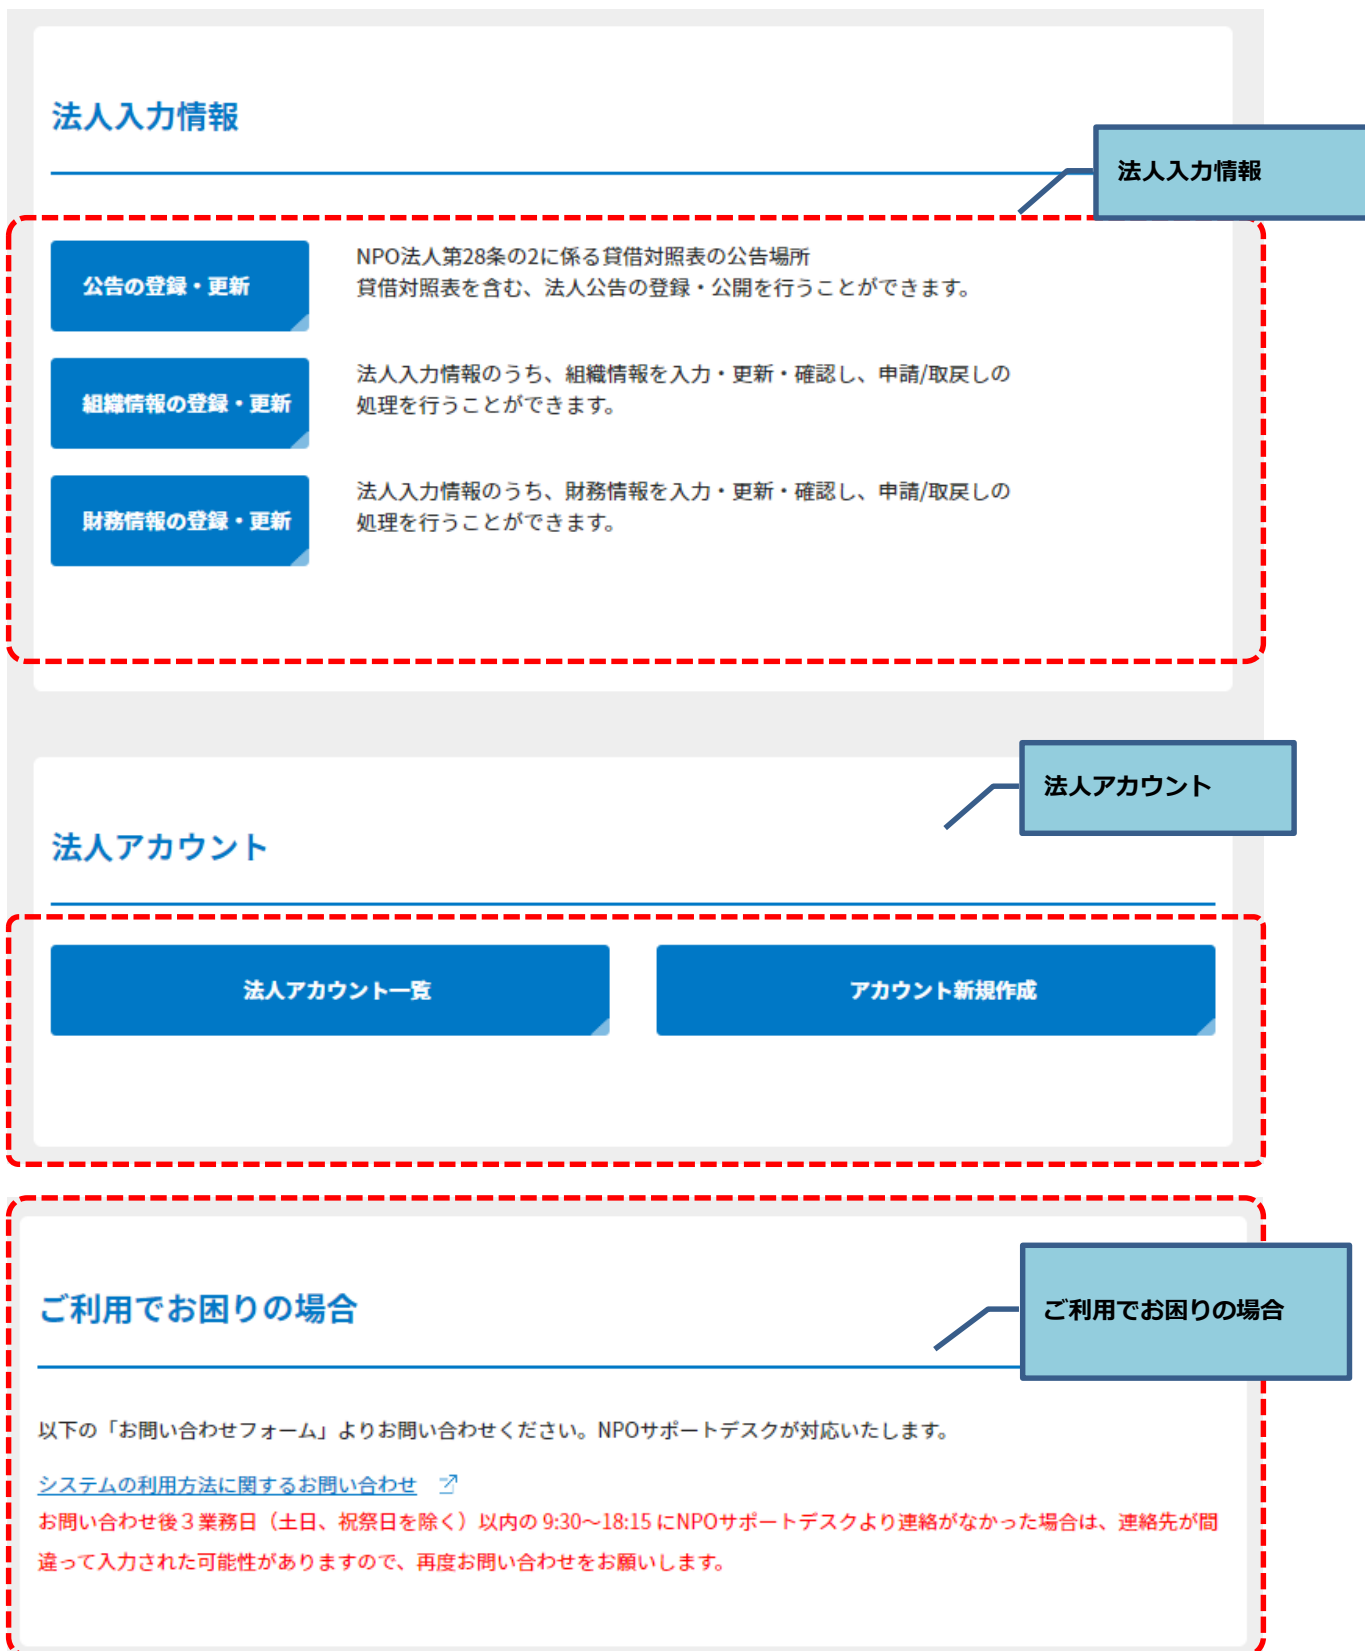 法人入力情報
法人入力情報
公告の登録・更新
NPO法人第28条の2に係る貸借対照表の公告場所
貸借対照表を含む、法人公告の登録・公開を行うことができます。
組織情報の登録・更新
法人入力情報のうち、組織情報を入力・更新・確認し、申請/取戻しの
処理を行うことができます。
財務情報の登録・更新
法人入力情報のうち、財務情報を入力・更新・確認し、申請/取戻しの
処理を行うことができます。
法人アカウント
法人アカウント
法人アカウント一覧
アカウント新規作成
ご利用でお困りの場合
ご利用でお困りの場合
以下の「お問い合わせフォーム」よりお問い合わせください。NPOサポートデスクが対応いたします。
システムの利用方法に関するお問い合わせ
お問い合わせ後３業務日（土日、祝祭日を除く）以内の 9:30～18:15 にNPOサポートデスクより連絡がなかった場合は、連絡先が間
違って入力された可能性がありますので、再度お問い合わせをお願いします。